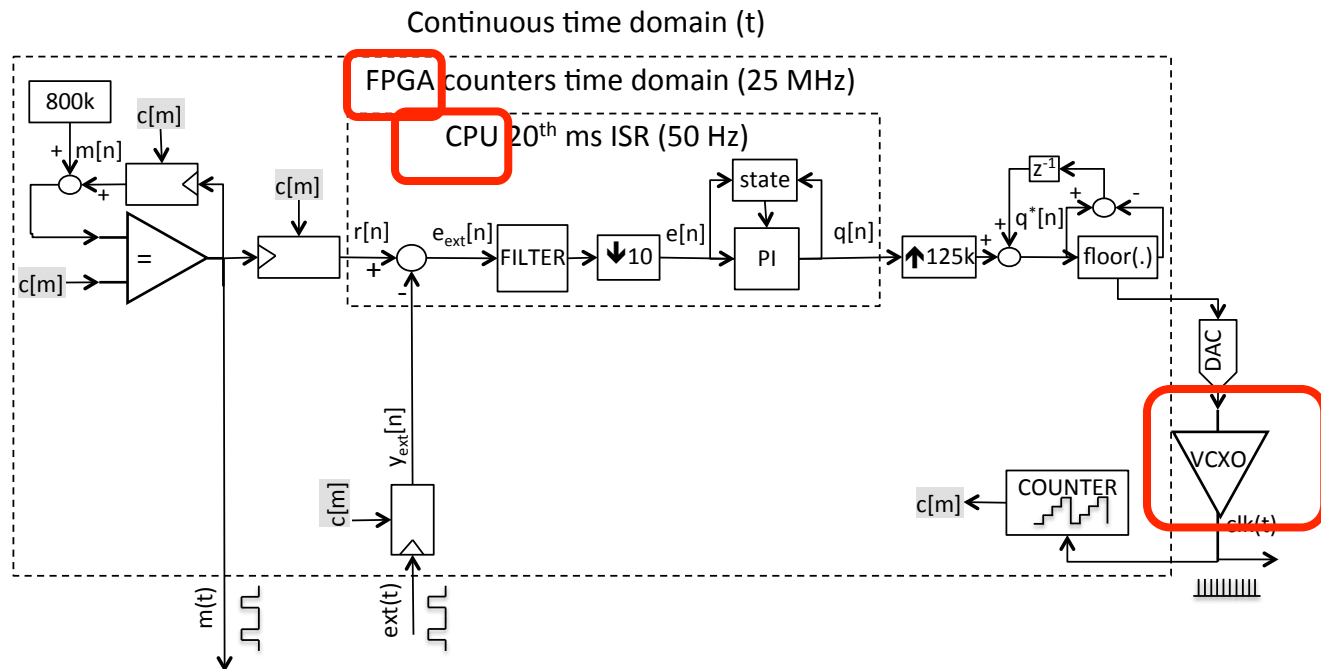 Continuous time domain (t)
FPGA counters time domain (25 MHz)
800k
c[m]
CPU 20th ms ISR (50 Hz)
+
m[n]
+
c[m]
state
z-1
r[n]
eext[n]
e[n]
q[n]
+
q*[n]
+
-
=
+
FILTER
↓10
PI
↑125k
+
floor(.)
c[m]
-
DAC
yext[n]
VCXO
c[m]
COUNTER
c[m]
clk(t)
m(t)
ext(t)